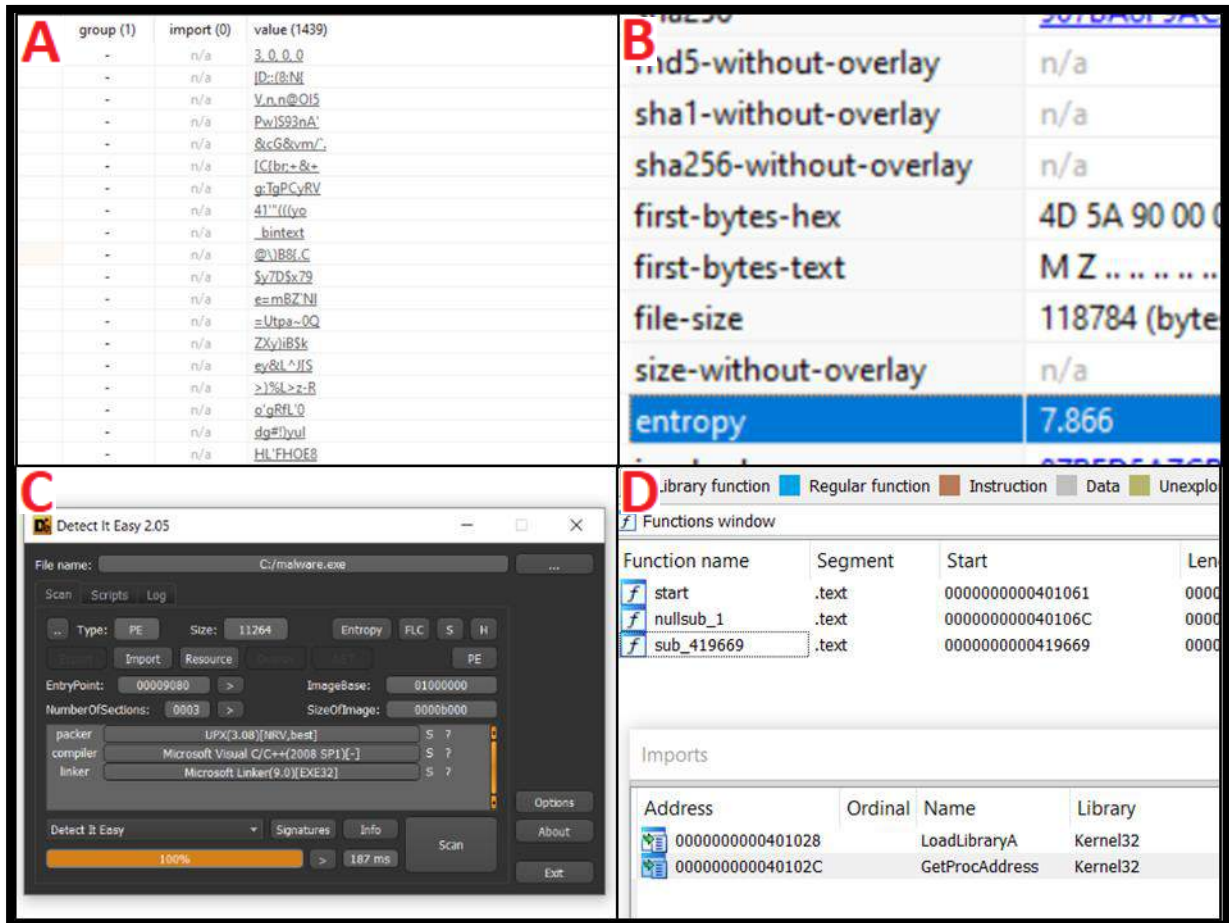 A
group (1) import (0) value (1439)
- n/a 3, 0, 0, 0
- n/a |D::(8:N[
- n/a V.n,n@OI5
- n/a Pw)S93nA'
- n/a &cG&vm/`.
- n/a [C{br;+&+
- n/a g:TgPCyRV
- n/a 41'"(((yo
- n/a _bintext
- n/a @\)B8{.C
- n/a $y7D$x79
- n/a e=mBZ'NI
- n/a =Utpa~0Q
- n/a ZXy)iB$k
- n/a ey&L^J[S
- n/a >)%L>z-R
- n/a o'gRfL'0
- n/a dg#!)yuI
- n/a HL'FHOE8
B
md5-without-overlay n/a
sha1-without-overlay n/a
sha256-without-overlay n/a
first-bytes-hex 4D 5A 90 00
first-bytes-text M Z .. .. .. .. ..
file-size 118784 (byte
size-without-overlay n/a
entropy 7.866
C
Detect It Easy 2.05
File name: C:/malware.exe ...
Scan Scripts Log
.. Type: PE Size: 11264 Entropy FLC S H
Import Resource PE
EntryPoint: 00009080 > ImageBase: 01000000
NumberOfSections: 0003 > SizeOfImage: 0000b000
packer UPX(3.08)[NRV,best] S ?
compiler Microsoft Visual C/C++(2008 SP1)[-] S ?
linker Microsoft Linker(9.0)[EXE32] S ?
Options
Detect It Easy Signatures Info Scan About
100% > 187 ms
Exit
D
Library function Regular function Instruction Data Unexplo
Functions window
Function name Segment Start Len
start .text 0000000000401061 0000
nullsub_1 .text 000000000040106C 0000
sub_419669 .text 0000000000419669 0000
Imports
Address Ordinal Name Library
0000000000401028 LoadLibraryA Kernel32
000000000040102C GetProcAddress Kernel32